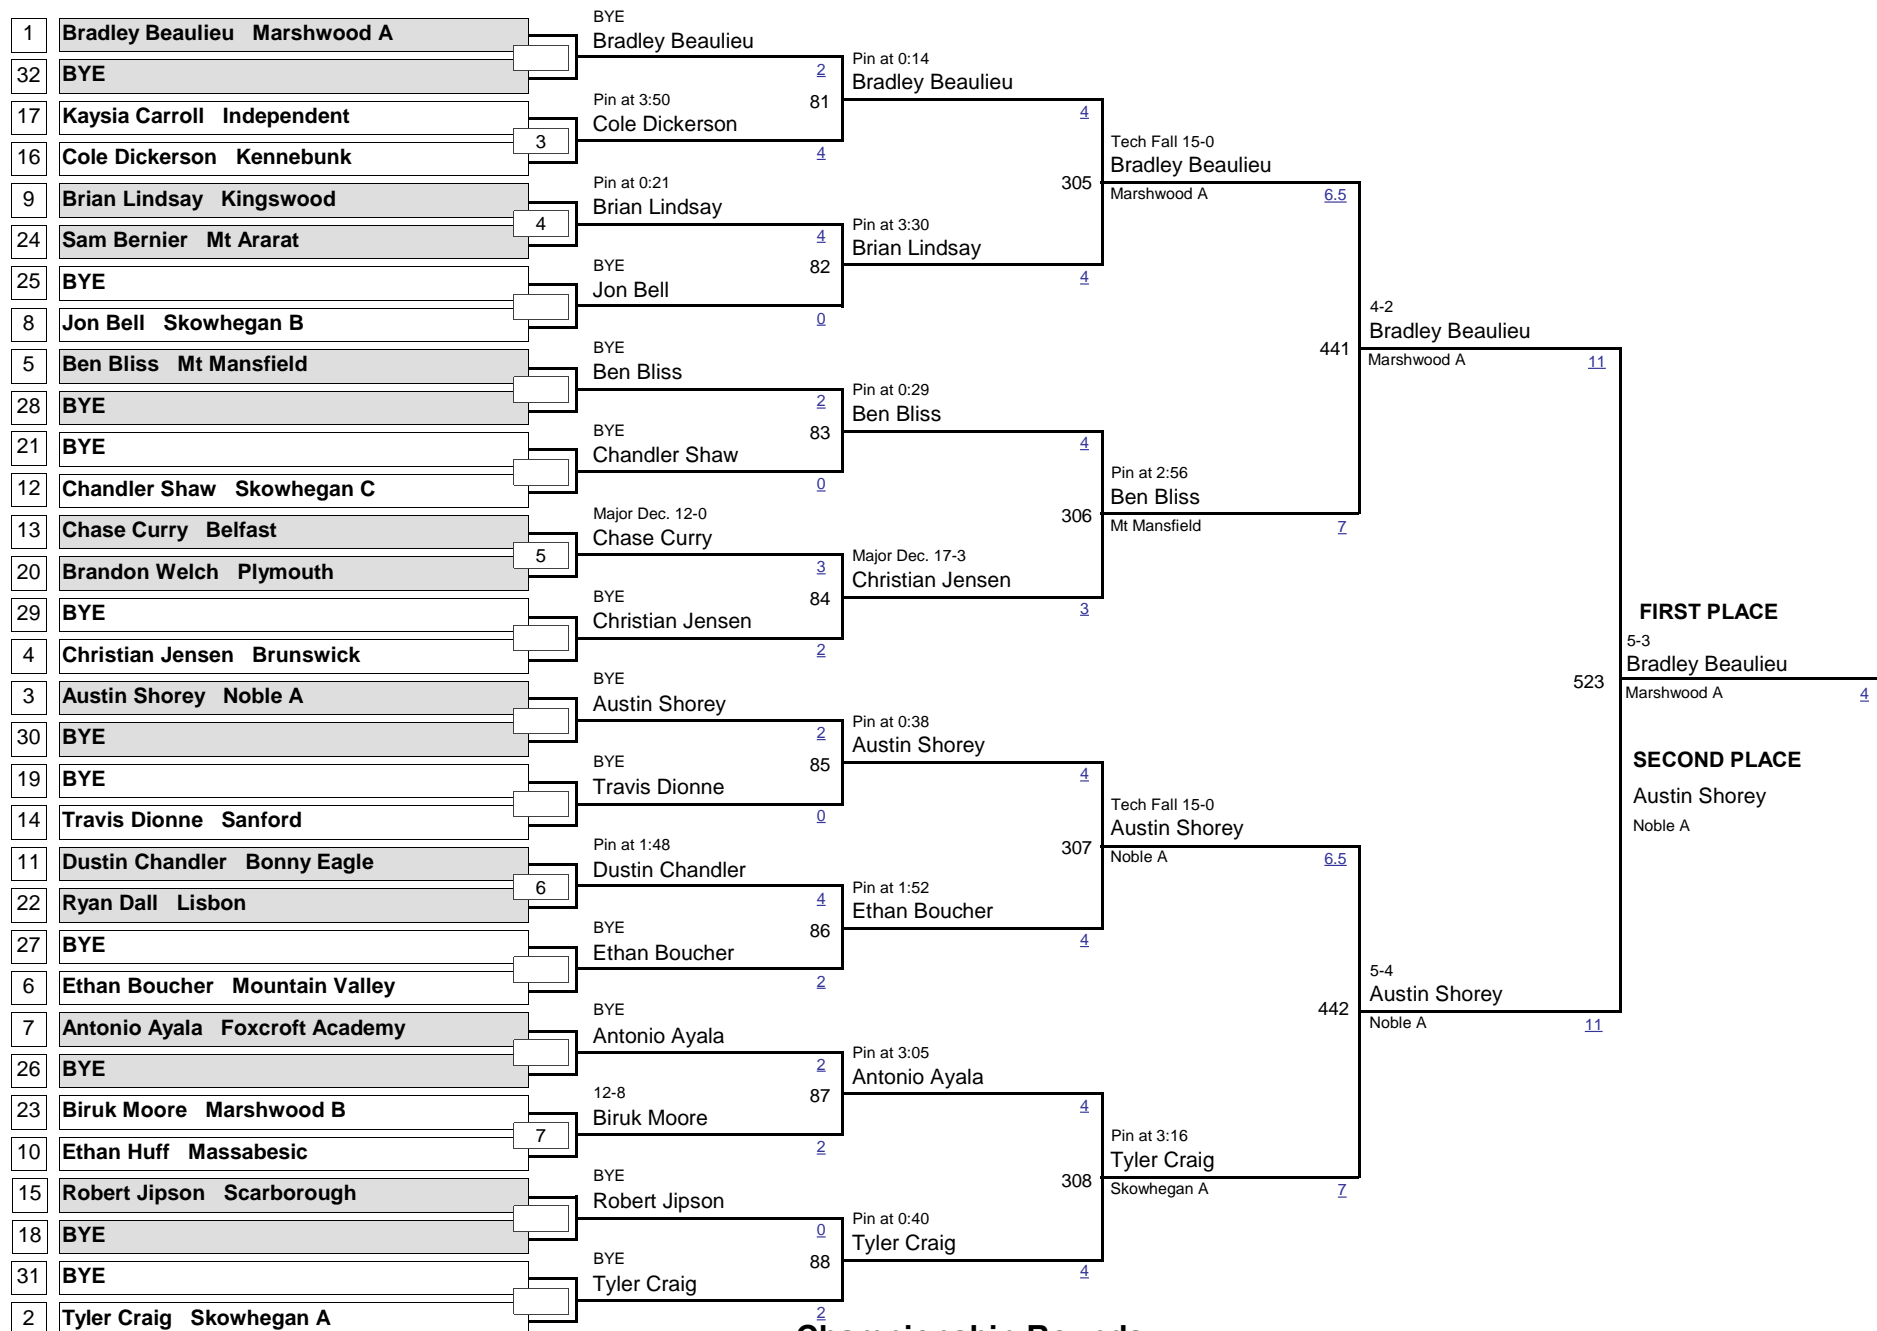 1 Bradley Beaulieu Marshwood A
32 BYE
17 Kaysia Carroll Independent
16 Cole Dickerson Kennebunk
9 Brian Lindsay Kingswood
24 Sam Bernier Mt Ararat
25 BYE
8 Jon Bell Skowhegan B
5 Ben Bliss Mt Mansfield
28 BYE
21 BYE
12 Chandler Shaw Skowhegan C
13 Chase Curry Belfast
20 Brandon Welch Plymouth
29 BYE
4 Christian Jensen Brunswick
3 Austin Shorey Noble A
30 BYE
19 BYE
14 Travis Dionne Sanford
11 Dustin Chandler Bonny Eagle
22 Ryan Dall Lisbon
27 BYE
6 Ethan Boucher Mountain Valley
7 Antonio Ayala Foxcroft Academy
26 BYE
23 Biruk Moore Marshwood B
10 Ethan Huff Massabesic
15 Robert Jipson Scarborough
18 BYE
31 BYE
2 Tyler Craig Skowhegan A
3
4
5
6
7
BYE
Bradley Beaulieu
2
81
Pin at 3:50
Cole Dickerson
4
Pin at 0:21
Brian Lindsay
4
82
BYE
Jon Bell
0
BYE
Ben Bliss
2
83
BYE
Chandler Shaw
0
Major Dec. 12-0
Chase Curry
3
84
BYE
Christian Jensen
2
BYE
Austin Shorey
2
85
BYE
Travis Dionne
0
Pin at 1:48
Dustin Chandler
4
86
BYE
Ethan Boucher
2
BYE
Antonio Ayala
2
87
12-8
Biruk Moore
2
BYE
Robert Jipson
0
88
BYE
Tyler Craig
2
Pin at 0:14
Bradley Beaulieu
4
305
Pin at 3:30
Brian Lindsay
4
Pin at 0:29
Ben Bliss
4
306
Major Dec. 17-3
Christian Jensen
3
Pin at 0:38
Austin Shorey
4
307
Pin at 1:52
Ethan Boucher
4
Pin at 3:05
Antonio Ayala
4
308
Pin at 0:40
Tyler Craig
4
Tech Fall 15-0
Bradley Beaulieu
Marshwood A 6.5
441
Pin at 2:56
Ben Bliss
Mt Mansfield 7
Tech Fall 15-0
Austin Shorey
Noble A 6.5
442
Pin at 3:16
Tyler Craig
Skowhegan A 7
4-2
Bradley Beaulieu
Marshwood A 11
523
5-4
Austin Shorey
Noble A 11
FIRST PLACE
5-3
Bradley Beaulieu
Marshwood A 4
SECOND PLACE
Austin Shorey
Noble A
Championship Rounds